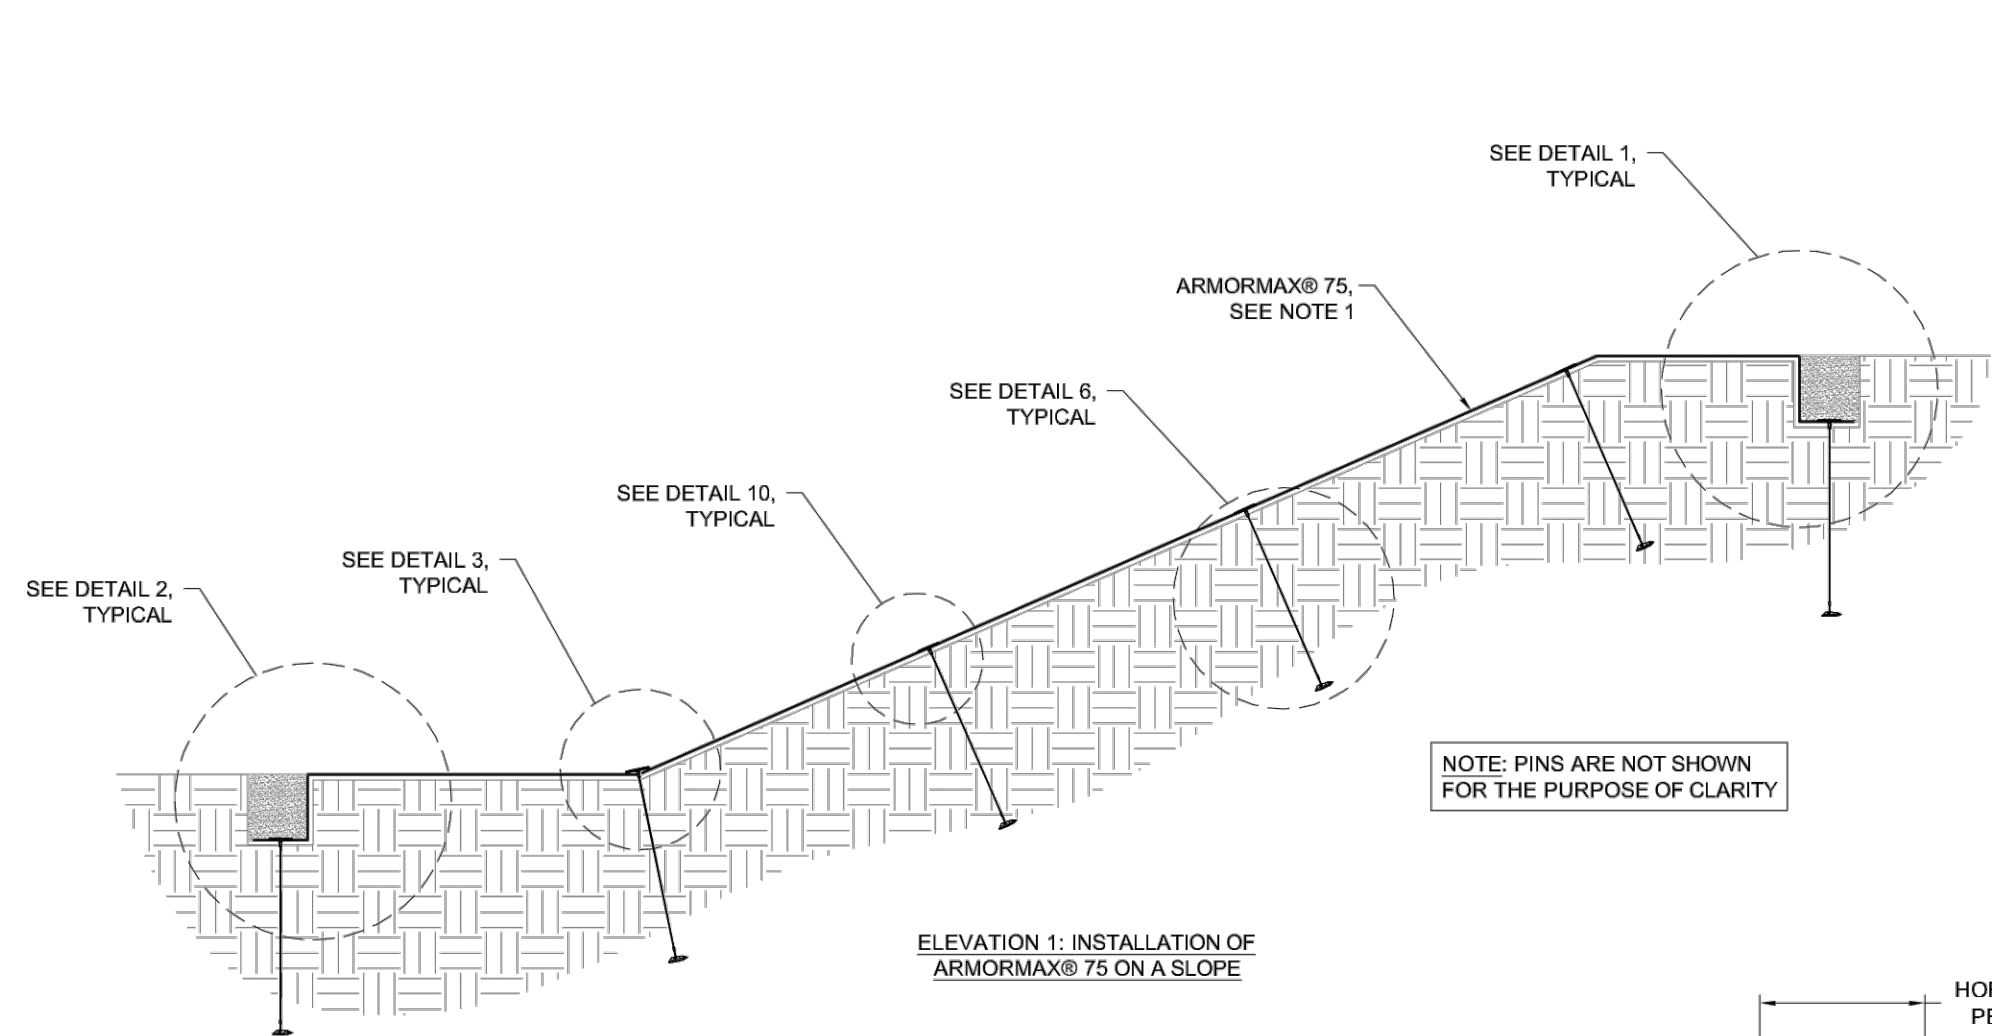 SEE DETAIL 1,
TYPICAL
ARMORMAX® 75,
SEE NOTE 1
SEE DETAIL 6,
TYPICAL
SEE DETAIL 10,
TYPICAL
SEE DETAIL 3,
TYPICAL
SEE DETAIL 2,
TYPICAL
NOTE: PINS ARE NOT SHOWN
FOR THE PURPOSE OF CLARITY
ELEVATION 1: INSTALLATION OF
ARMORMAX® 75 ON A SLOPE